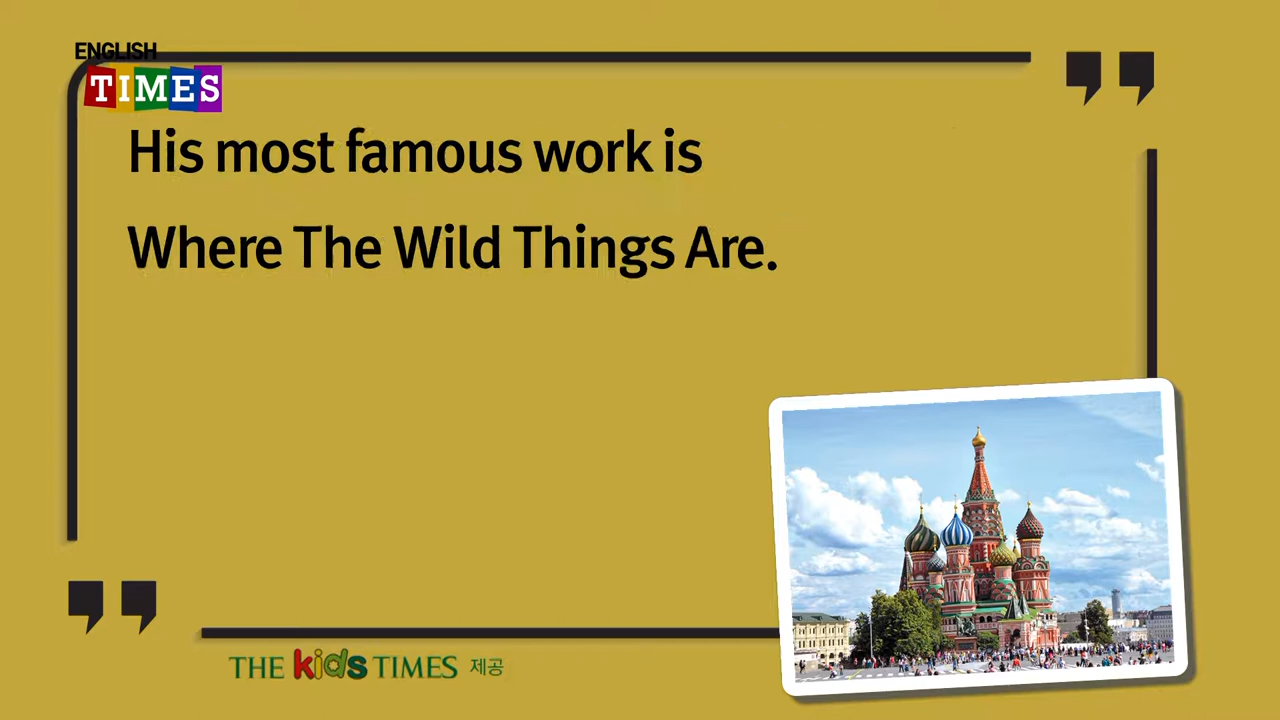 ENGLISH
TIMES
His most famous work is
Where The Wild Things Are.
THE kids TIMES 제공